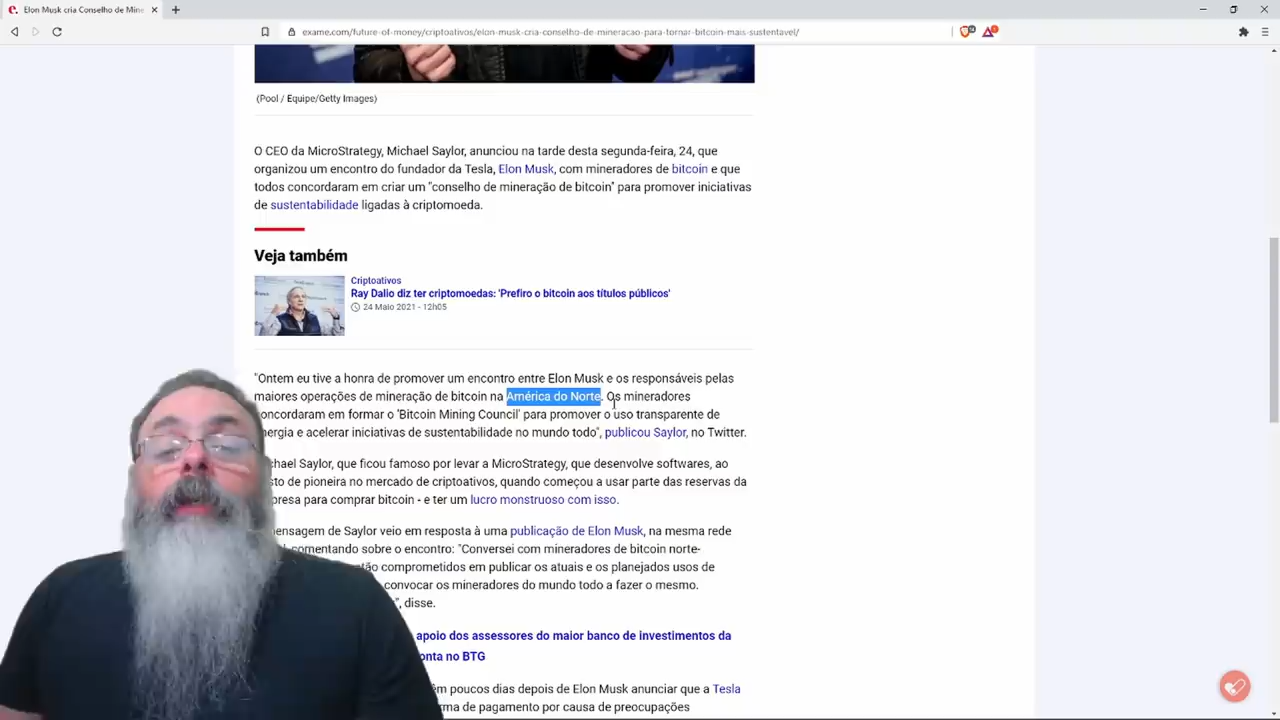 Elon Musk cria Conselho de Mine
exame.com/future-of-money/criptoativos/elon-musk-cria-conselho-de-mineracao-para-tornar-bitcoin-mais-sustentavel/
(Pool / Equipe/Getty Images)
O CEO da MicroStrategy, Michael Saylor, anunciou na tarde desta segunda-feira, 24, que
organizou um encontro do fundador da Tesla, Elon Musk, com mineradores de bitcoin e que
todos concordaram em criar um "conselho de mineração de bitcoin" para promover iniciativas
de sustentabilidade ligadas à criptomoeda.
Veja também
Criptoativos
Ray Dalio diz ter criptomoedas: 'Prefiro o bitcoin aos títulos públicos'
24 Maio 2021 - 12h05
"Ontem eu tive a honra de promover um encontro entre Elon Musk e os responsáveis pelas
maiores operações de mineração de bitcoin na América do Norte. Os mineradores
concordaram em formar o 'Bitcoin Mining Council' para promover o uso transparente de
energia e acelerar iniciativas de sustentabilidade no mundo todo", publicou Saylor, no Twitter.
Michael Saylor, que ficou famoso por levar a MicroStrategy, que desenvolve softwares, ao
de pioneira no mercado de criptoativos, quando começou a usar parte das reservas da
empresa para comprar bitcoin - e ter um lucro monstruoso com isso.
mensagem de Saylor veio em resposta à uma publicação de Elon Musk, na mesma rede
comentando sobre o encontro: "Conversei com mineradores de bitcoin norte-
comprometidos em publicar os atuais e os planejados usos de
convocar os mineradores do mundo todo a fazer o mesmo.
", disse.
apoio dos assessores do maior banco de investimentos da
onta no BTG
poucos dias depois de Elon Musk anunciar que a Tesla
de pagamento por causa de preocupações